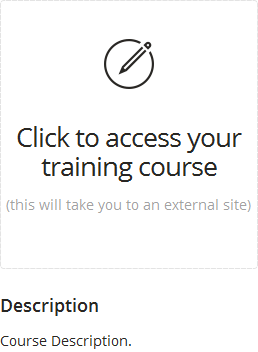 Click to access your
training course
(this will take you to an external site)
Description
Course Description.